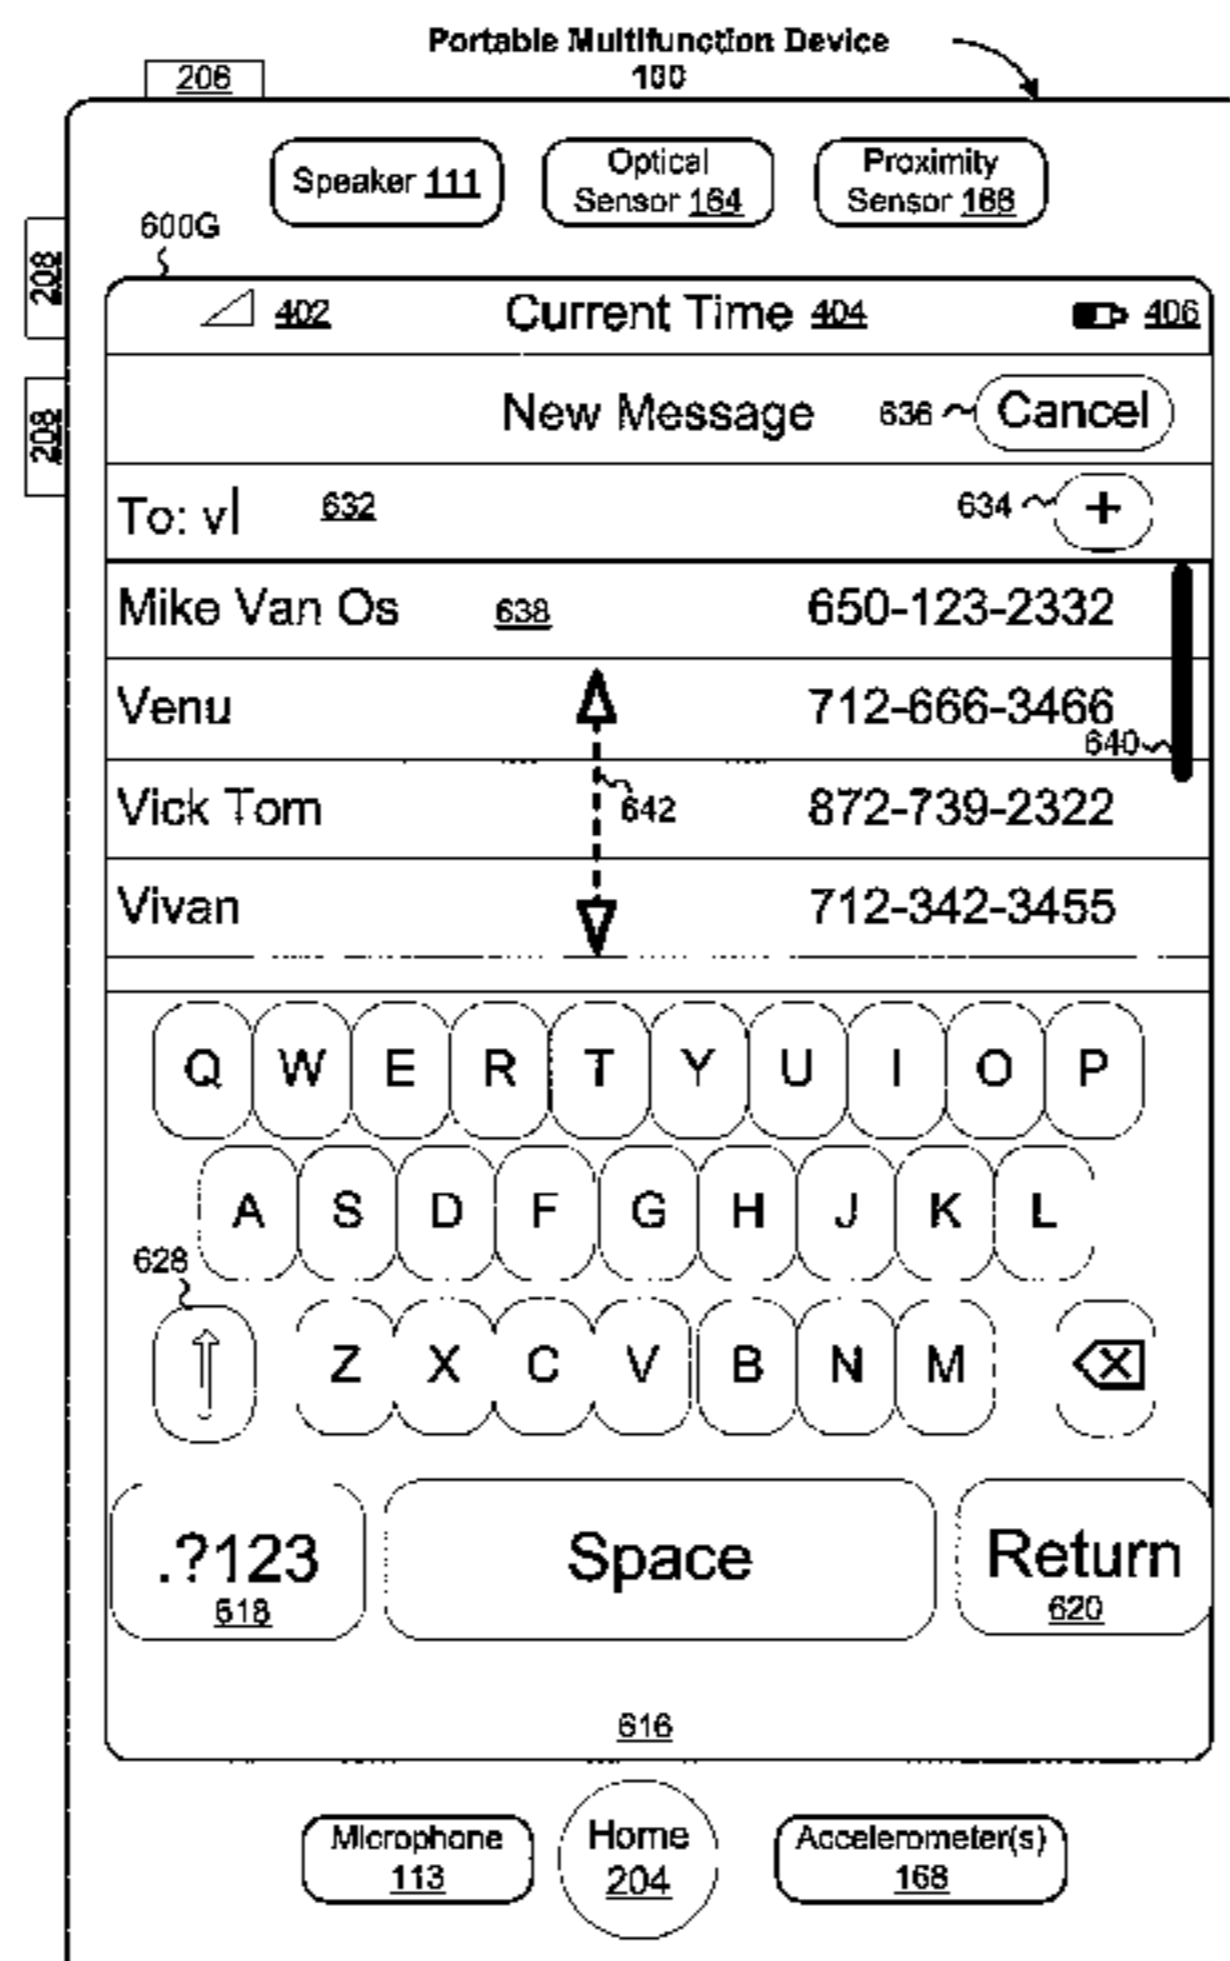 Portable Multifunction Device
100
206
Speaker 111
Optical
Sensor 164
Proximity
Sensor 166
600G
208
402
Current Time 404
406
New Message
636
Cancel
208
To: v
632
634
+
Mike Van Os
638
650-123-2332
Venu
712-666-3466
640
Vick Tom
642
872-739-2322
Vivan
712-342-3455
Q W E R T Y U I O P
A S D F G H J K L
628
Z X C V B N M
.?123
618
Space
Return
620
616
Microphone
113
Home
204
Accelerometer(s)
168